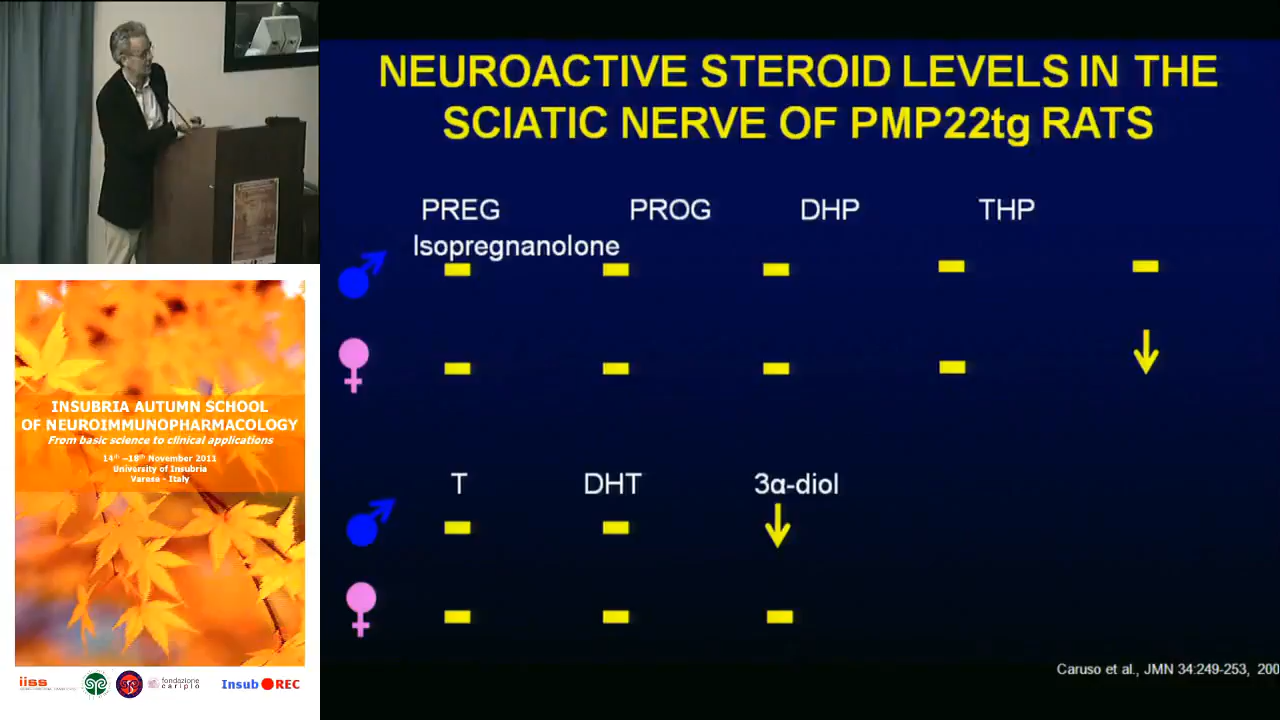 NEUROACTIVE STEROID LEVELS IN THE
SCIATIC NERVE OF PMP22tg RATS
PREG PROG DHP THP
Isopregnanolone
T DHT 3α-diol
Caruso et al., JMN 34:249-253, 200
INSUBRIA AUTUMN SCHOOL
OF NEUROIMMUNOPHARMACOLOGY
From basic science to clinical applications
14th –18th November 2011
University of Insubria
Varese - Italy
iiss
fondazione
cariplo
Insub REC